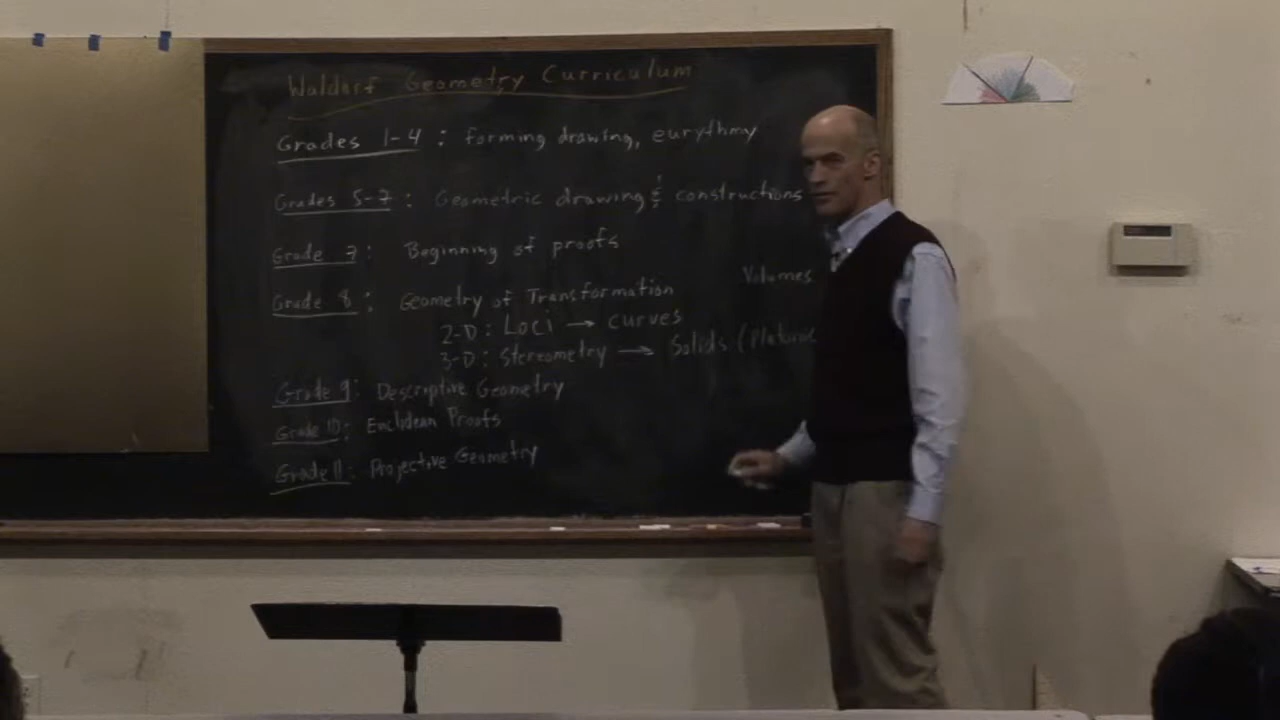 Waldorf Geometry Curriculum
Grades 1-4 : forming drawing, eurythmy
Grades 5-7 : Geometric drawing & constructions
Grade 7 : Beginning of proofs
Grade 8 : Geometry of Transformation Volumes
2-D : Loci → curves
3-D : Stereometry → Solids (Platonic
Grade 9 : Descriptive Geometry
Grade 10 : Euclidean Proofs
Grade 11 : Projective Geometry